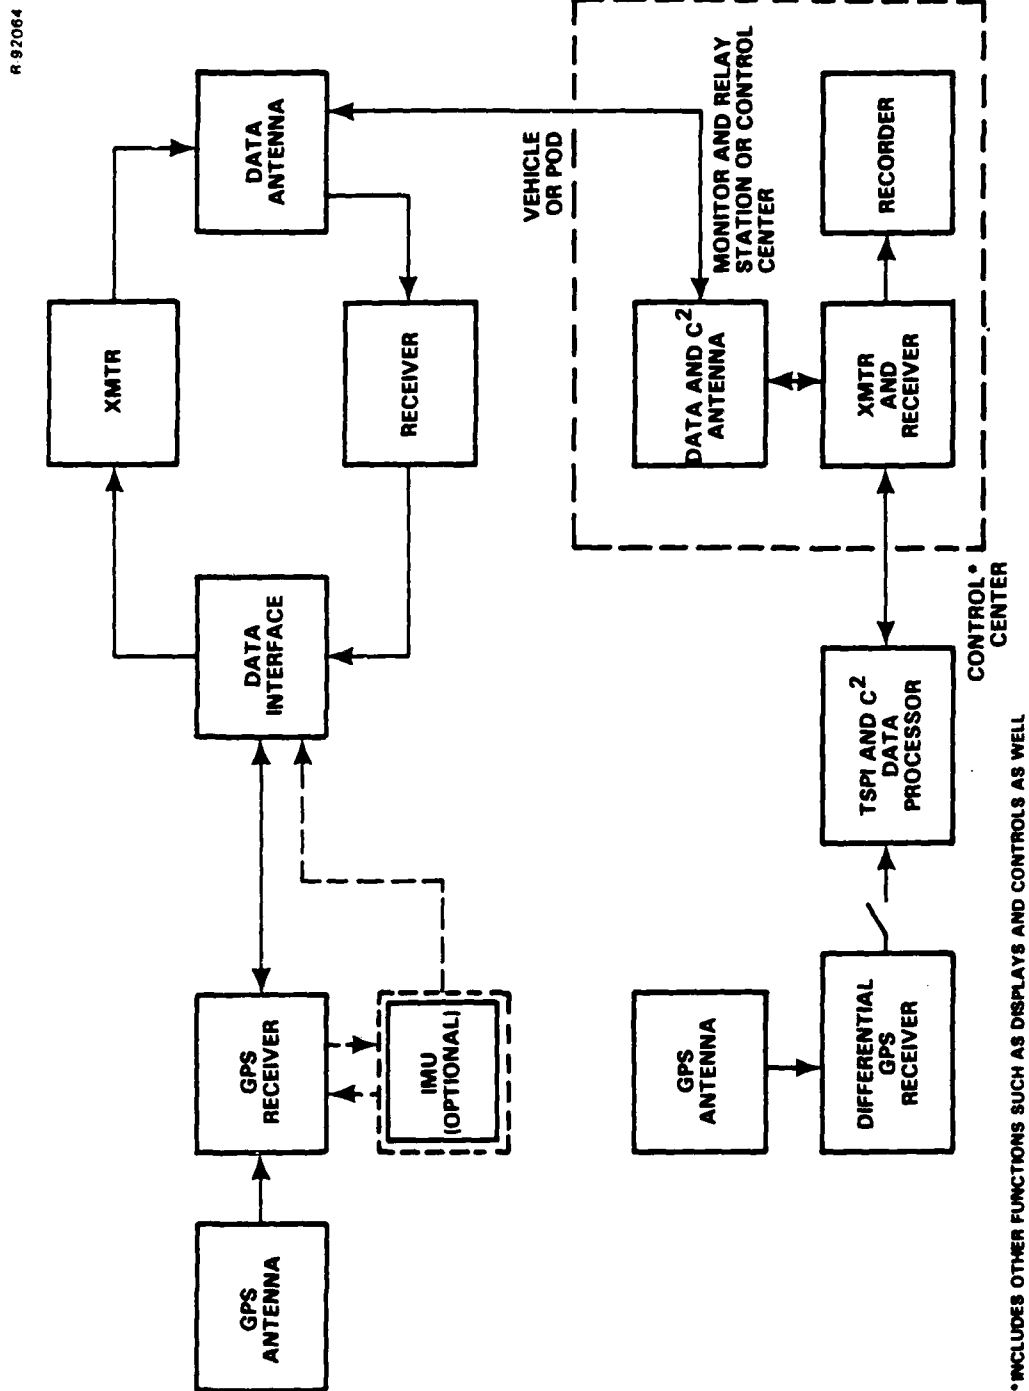 R-92064
GPS
ANTENNA
GPS
RECEIVER
IMU
(OPTIONAL)
DATA
INTERFACE
XMTR
RECEIVER
DATA
ANTENNA
VEHICLE
OR POD
GPS
ANTENNA
DIFFERENTIAL
GPS
RECEIVER
TSPI AND C²
DATA
PROCESSOR
CONTROL*
CENTER
DATA AND C²
ANTENNA
XMTR
AND
RECEIVER
RECORDER
MONITOR AND RELAY
STATION OR CONTROL
CENTER
*INCLUDES OTHER FUNCTIONS SUCH AS DISPLAYS AND CONTROLS AS WELL